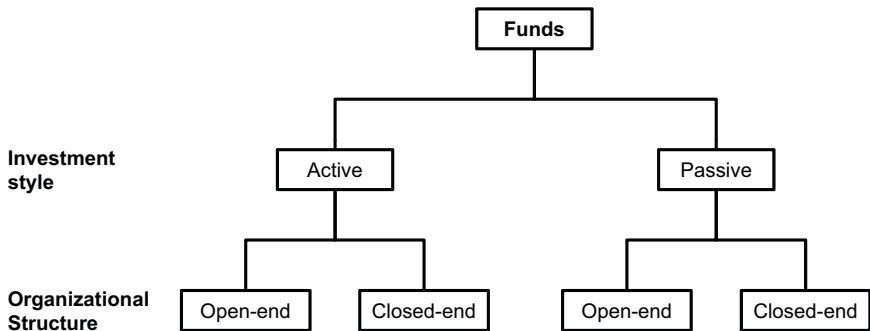 Funds
Investment
style
Active
Passive
Organizational
Structure
Open-end
Closed-end
Open-end
Closed-end